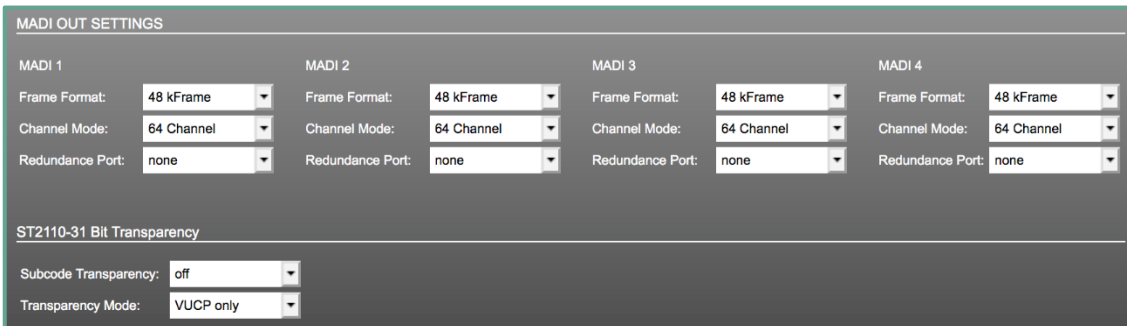 MADI OUT SETTINGS
MADI 1 MADI 2 MADI 3 MADI 4
Frame Format: 48 kFrame Frame Format: 48 kFrame Frame Format: 48 kFrame Frame Format: 48 kFrame
Channel Mode: 64 Channel Channel Mode: 64 Channel Channel Mode: 64 Channel Channel Mode: 64 Channel
Redundance Port: none Redundance Port: none Redundance Port: none Redundance Port: none
ST2110-31 Bit Transparency
Subcode Transparency: off
Transparency Mode: VUCP only